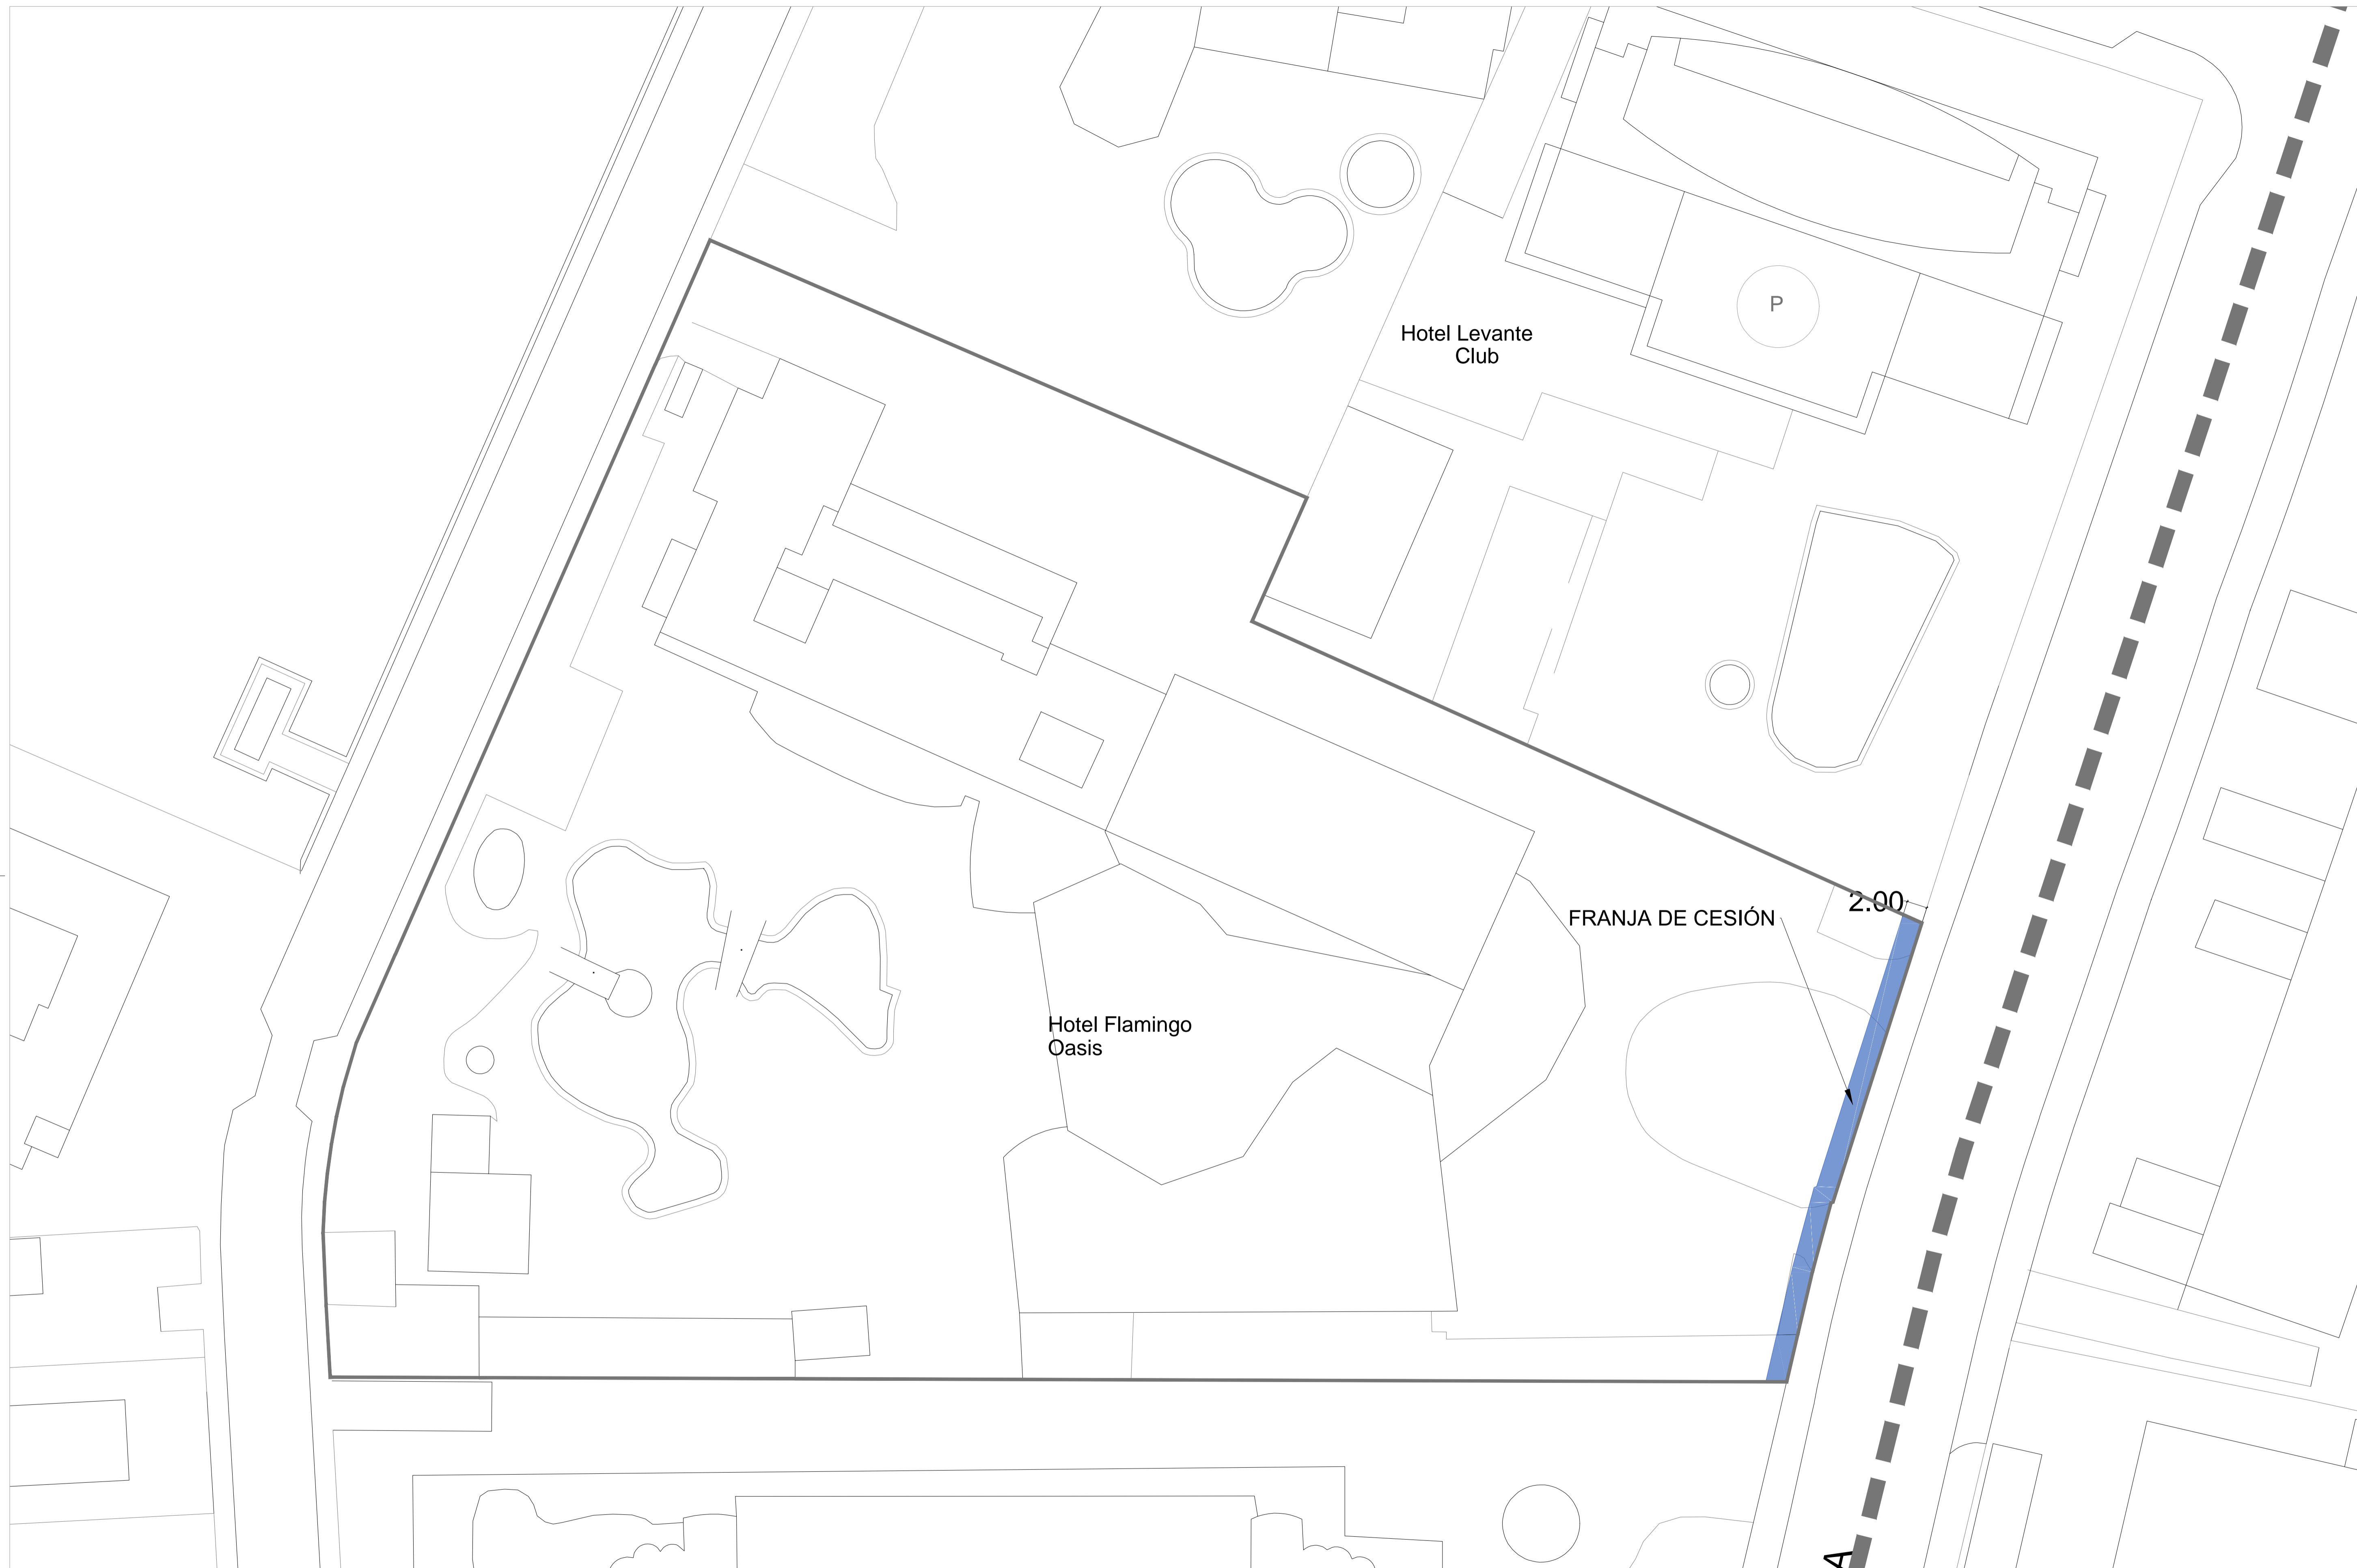 P
Hotel Levante
Club
2.00
FRANJA DE CESIÓN
Hotel Flamingo
Oasis
A